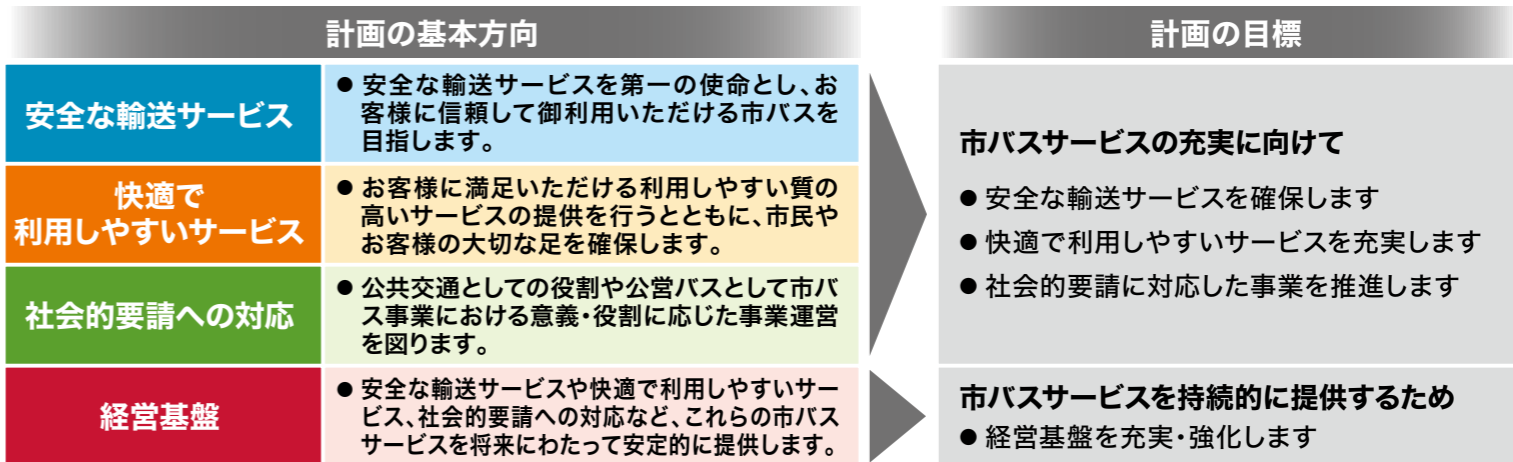 計画の基本方向
安全な輸送サービス
● 安全な輸送サービスを第一の使命とし、お
客様に信頼して御利用いただける市バスを
目指します。
快適で
利用しやすいサービス
● お客様に満足いただける利用しやすい質の
高いサービスの提供を行うとともに、市民や
お客様の大切な足を確保します。
社会的要請への対応
● 公共交通としての役割や公営バスとして市バ
ス事業における意義・役割に応じた事業運営
を図ります。
経営基盤
● 安全な輸送サービスや快適で利用しやすいサー
ビス、社会的要請への対応など、これらの市バス
サービスを将来にわたって安定的に提供します。
計画の目標
市バスサービスの充実に向けて
● 安全な輸送サービスを確保します
● 快適で利用しやすいサービスを充実します
● 社会的要請に対応した事業を推進します
市バスサービスを持続的に提供するため
● 経営基盤を充実・強化します